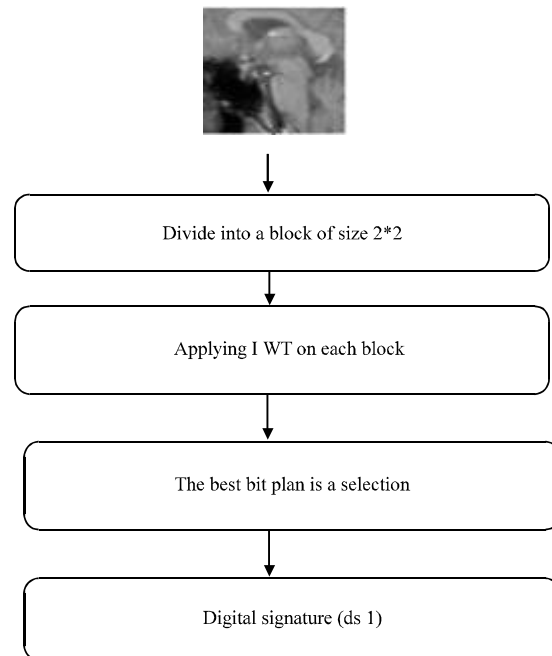 Divide into a block of size 2*2
Applying I WT on each block
The best bit plan is a selection
Digital signature (ds 1)